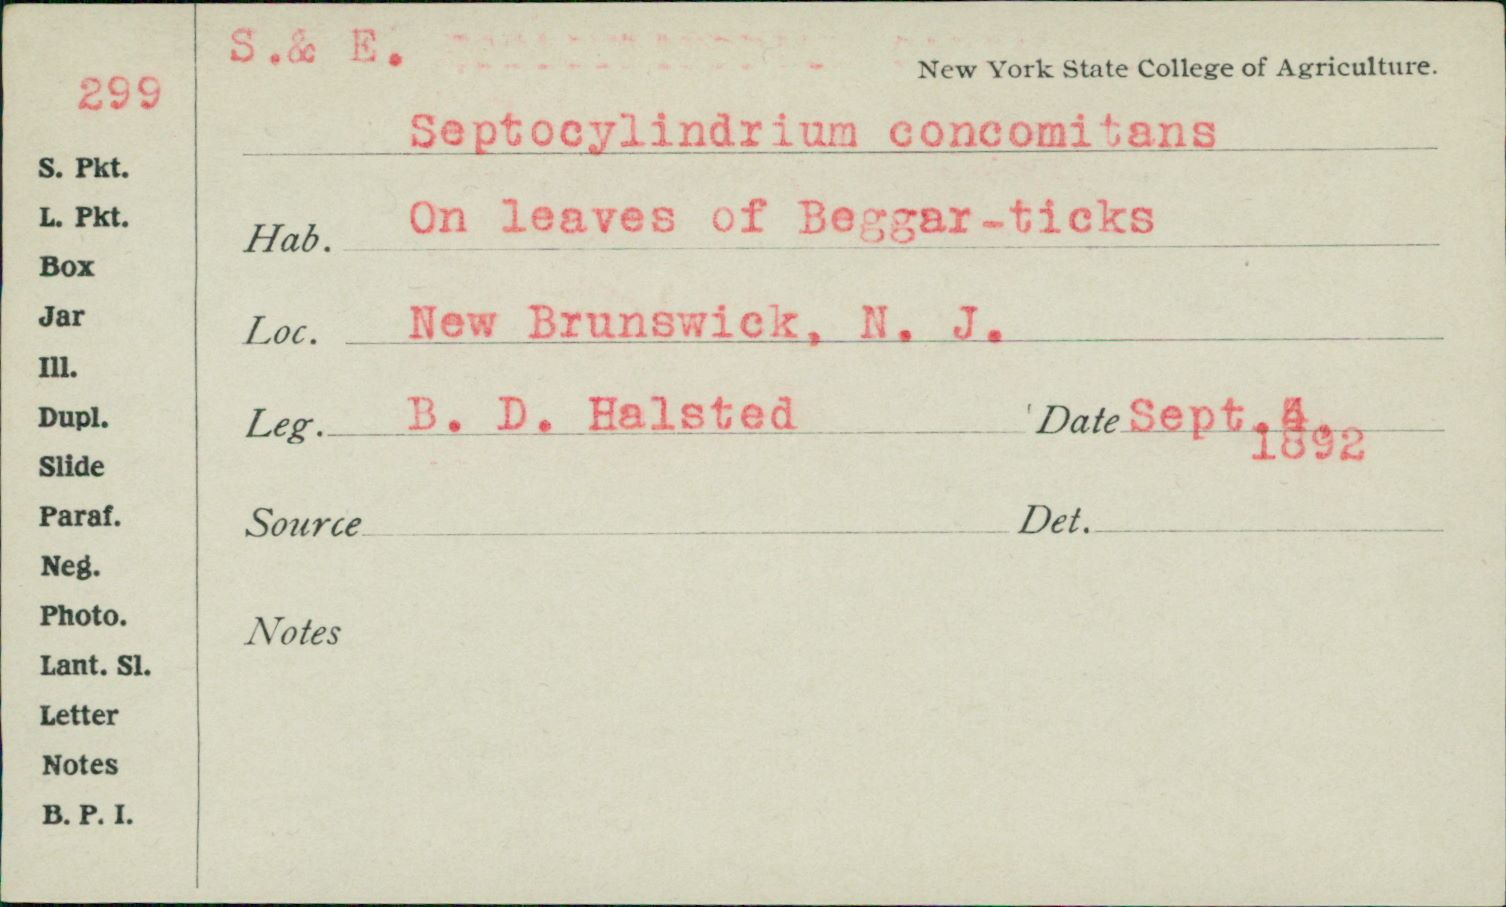 S.& E.
New York State College of Agriculture.
299
Septocylindrium concomitans
S. Pkt.
L. Pkt.
Hab. On leaves of Beggar-ticks
Box
Jar
Loc. New Brunswick, N. J.
Ill.
Dupl.
Leg. B. D. Halsted Date Sept.
1892
Slide
Paraf.
Source Det.
Neg.
Photo.
Notes
Lant. Sl.
Letter
Notes
B. P. I.